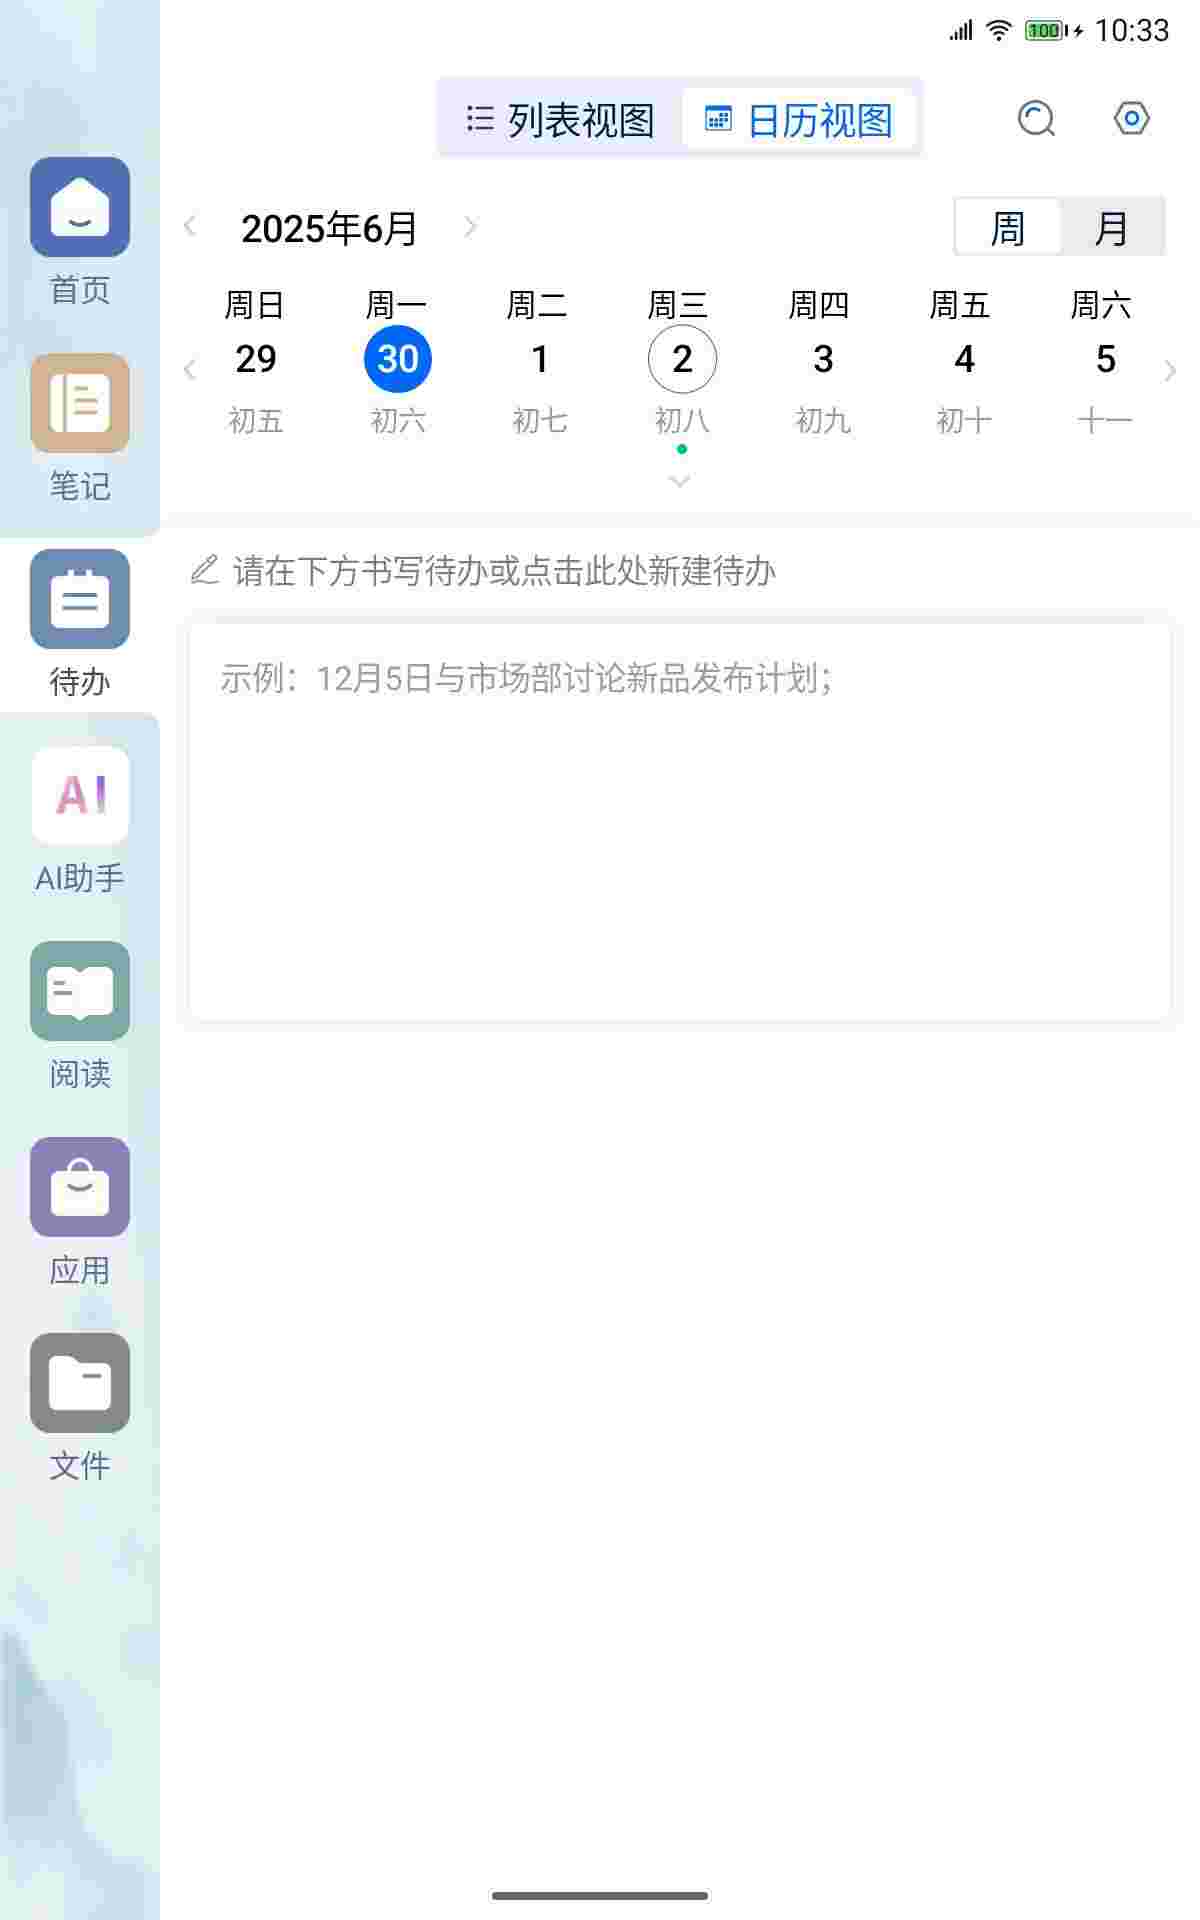 100 10:33
列表视图 日历视图
2025年6月 周 月
周日 周一 周二 周三 周四 周五 周六
29 30 1 2 3 4 5
初五 初六 初七 初八 初九 初十 十一
请在下方书写待办或点击此处新建待办
示例：12月5日与市场部讨论新品发布计划；
首页
笔记
待办
AI
AI助手
阅读
应用
文件